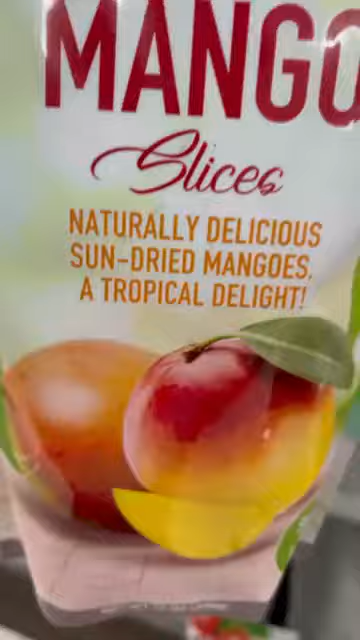 MANGO
Slices
NATURALLY DELICIOUS
SUN-DRIED MANGOES.
A TROPICAL DELIGHT!